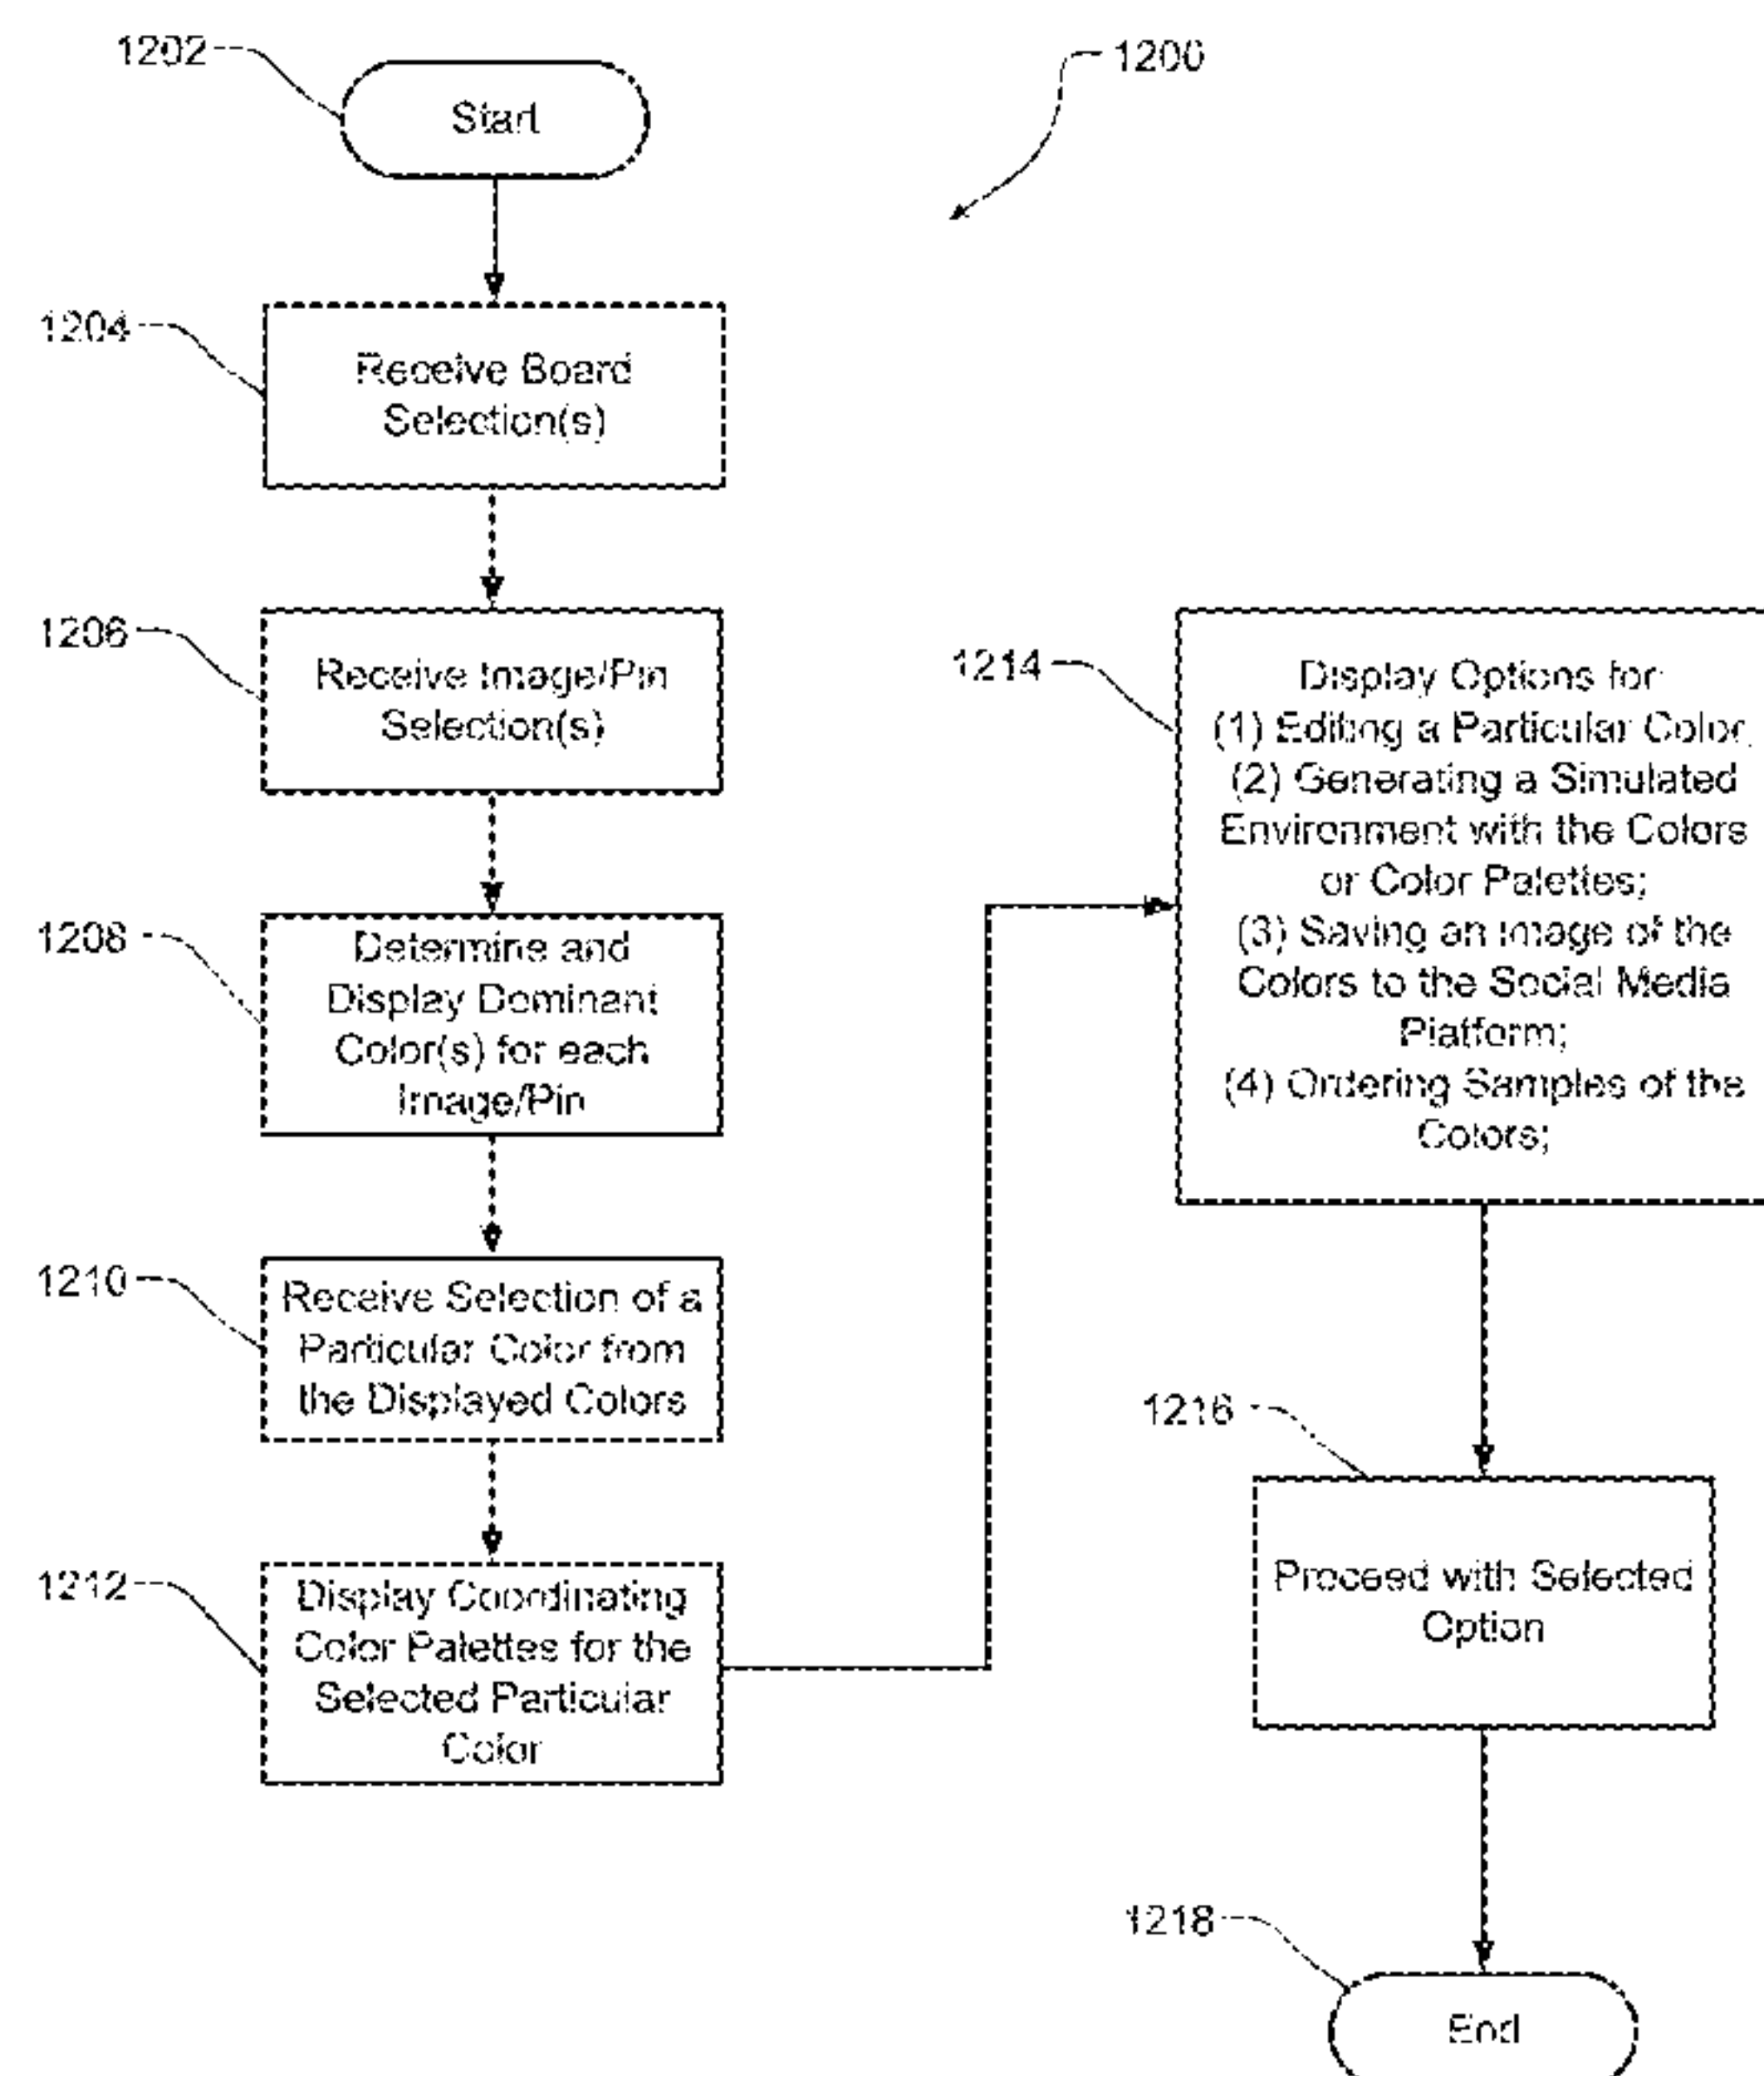 1202
Start
1200
1204
Receive Board
Selection(s)
1206
Receive Image/Pin
Selection(s)
1208
Determine and
Display Dominant
Color(s) for each
Image/Pin
1210
Receive Selection of a
Particular Color from
the Displayed Colors
1212
Display Coordinating
Color Palettes for the
Selected Particular
Color
1214
Display Options for
(1) Editing a Particular Color;
(2) Generating a Simulated
Environment with the Colors
or Color Palettes;
(3) Saving an Image of the
Colors to the Social Media
Platform;
(4) Ordering Samples of the
Colors;
1216
Proceed with Selected
Option
1218
End